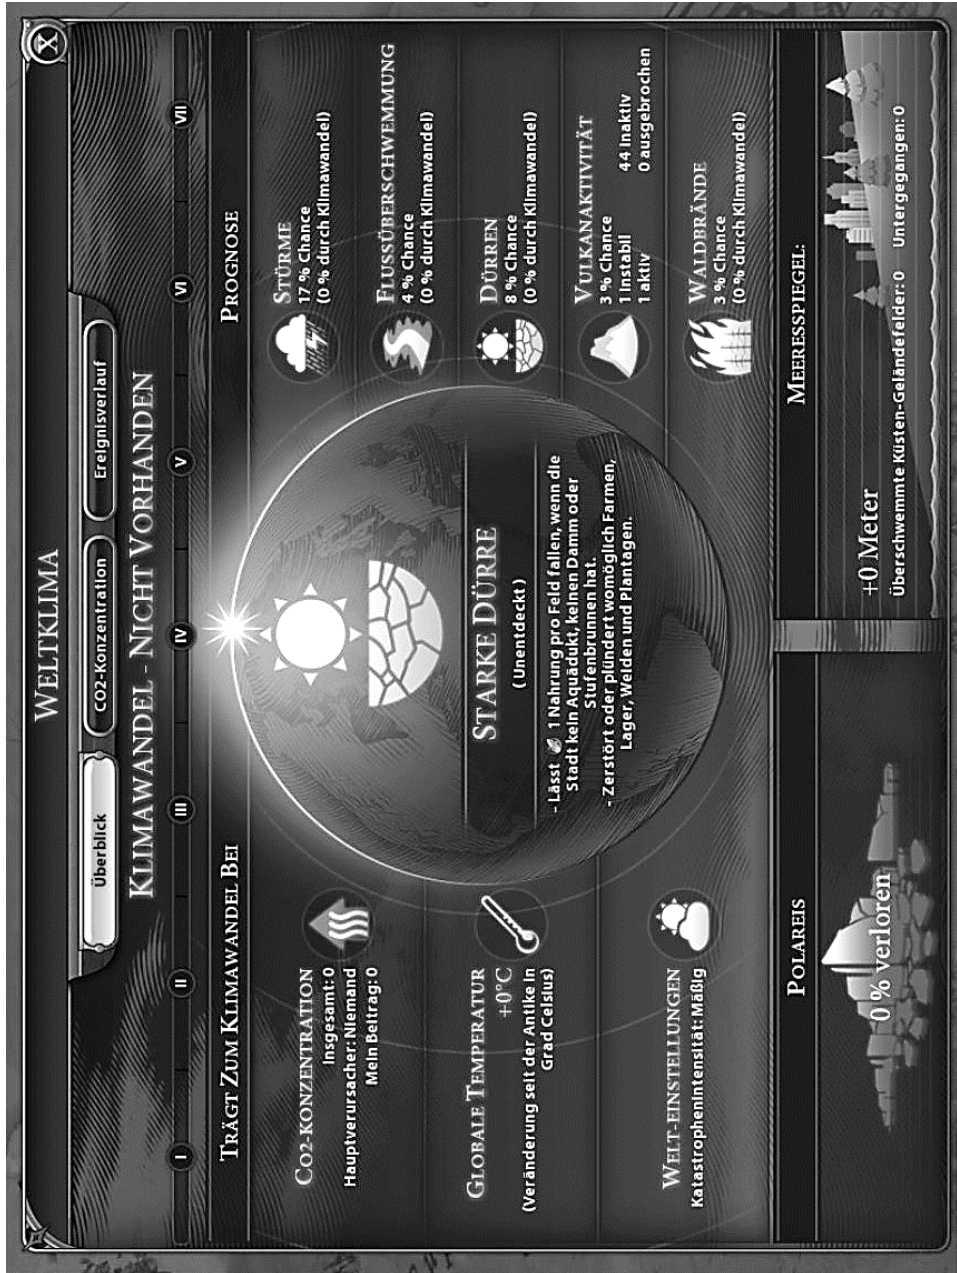 WELTKLIMA
X
Überblick
CO2-Konzentration
Ereignisverlauf
KLIMAWANDEL - NICHT VORHANDEN
I
II
III
IV
V
VI
VII
TRÄGT ZUM KLIMAWANDEL BEI
CO2-KONZENTRATION
Insgesamt: 0
Hauptverursacher: Niemand
Mein Beitrag: 0
GLOBALE TEMPERATUR
+0°C
(Veränderung seit der Antike in
Grad Celsius)
WELT-EINSTELLUNGEN
Katastrophenintensität: Mäßig
STARKE DÜRRE
(Unentdeckt)
- Lässt 1 Nahrung pro Feld fallen, wenn die
Stadt kein Aquädukt, keinen Damm oder
Stufenbrunnen hat.
- Zerstört oder plündert womöglich Farmen,
Lager, Weiden und Plantagen.
PROGNOSE
STÜRME
17 % Chance
(0 % durch Klimawandel)
FLUSSÜBERSCHWEMMUNG
4 % Chance
(0 % durch Klimawandel)
DÜRREN
8 % Chance
(0 % durch Klimawandel)
VULKANAKTIVITÄT
3 % Chance
1 Instabil 44 Inaktiv
1 aktiv 0 ausgebrochen
WALDBRÄNDE
3 % Chance
(0 % durch Klimawandel)
POLAREIS
0 % verloren
MEERESSPIEGEL:
+0 Meter
Überschwemmte Küsten-Geländefelder: 0 Untergegangen: 0